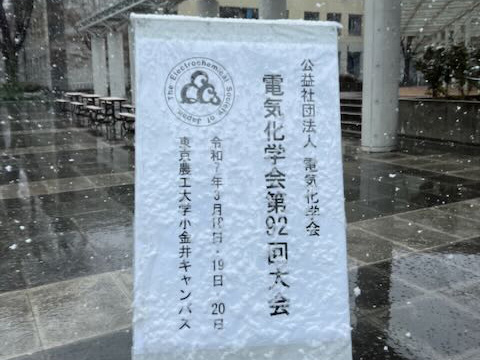 公益社団法人 電気化学会
電気化学会第92回大会
令和7年3月18日・19日 20日
東京農工大学小金井キャンパス
The Electrochemical Society of Japan